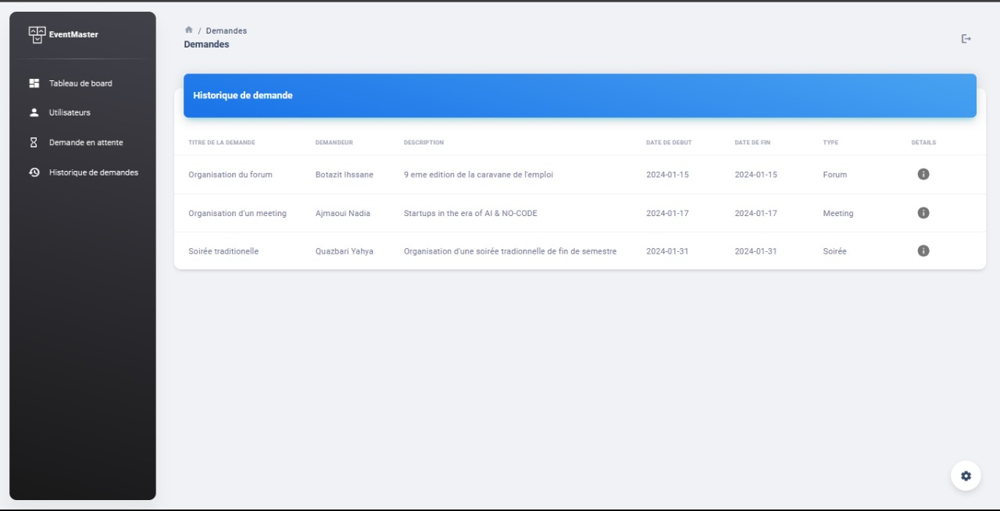 EventMaster
Tableau de board
Utilisateurs
Demande en attente
Historique de demandes
/ Demandes
Demandes
Historique de demande
TITRE DE LA DEMANDE DEMANDEUR DESCRIPTION DATE DE DEBUT DATE DE FIN TYPE DETAILS
Organisation du forum Botazit Ihssane 9 eme edition de la caravane de l'emploi 2024-01-15 2024-01-15 Forum
Organisation d'un meeting Ajmaoui Nadia Startups in the era of AI & NO-CODE 2024-01-17 2024-01-17 Meeting
Soirée traditionelle Quazbari Yahya Organisation d'une soirée tradionnelle de fin de semestre 2024-01-31 2024-01-31 Soirée